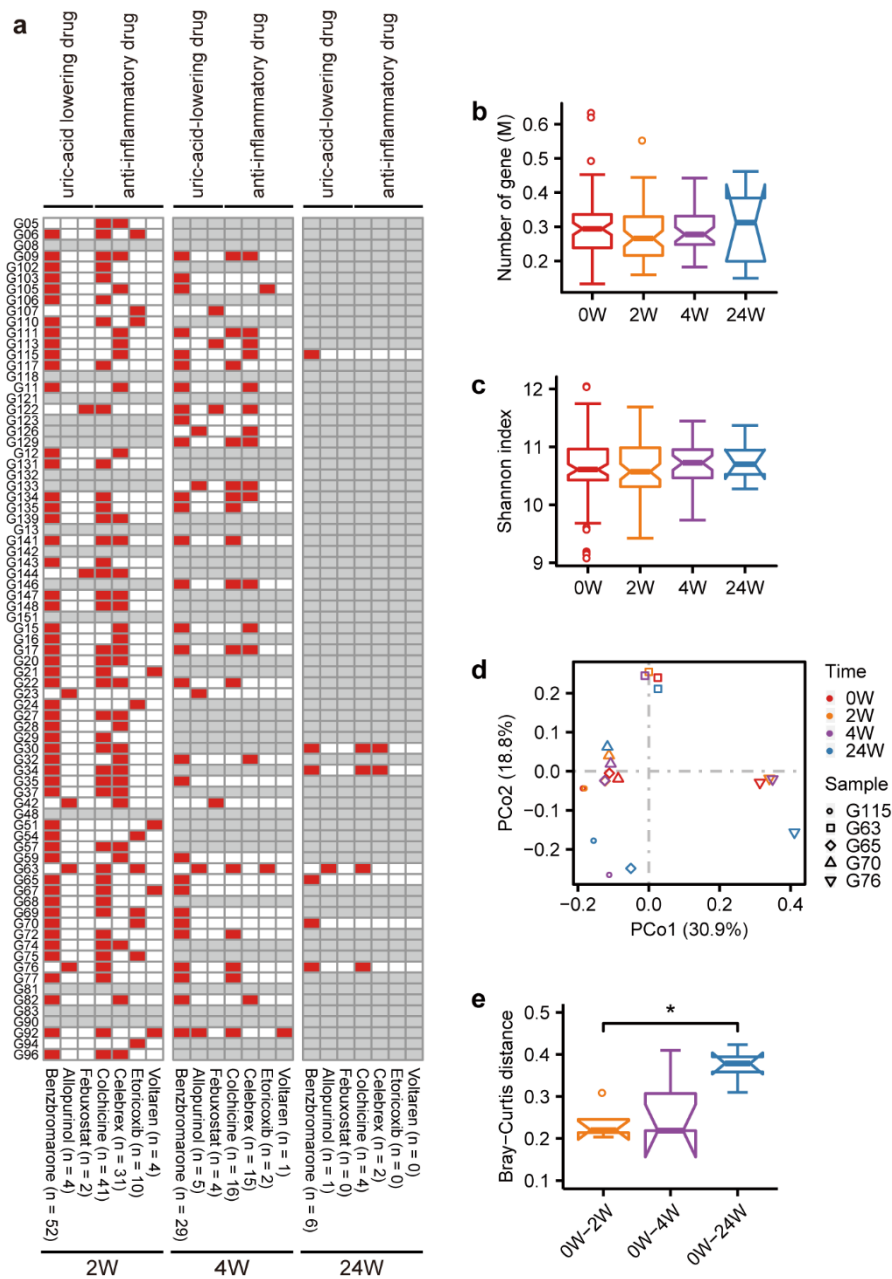 a
uric-acid lowering drug
anti-inflammatory drug
uric-acid-lowering drug
anti-inflammatory drug
uric-acid-lowering drug
anti-inflammatory drug
G05
G06
G08
G09
G102
G103
G105
G106
G107
G110
G111
G113
G115
G117
G118
G11
G121
G122
G123
G126
G129
G12
G131
G132
G133
G134
G135
G139
G13
G141
G142
G143
G144
G146
G147
G148
G151
G15
G16
G17
G20
G21
G22
G23
G24
G27
G28
G29
G30
G32
G34
G35
G37
G42
G48
G51
G54
G57
G59
G63
G65
G67
G68
G69
G70
G72
G74
G75
G76
G77
G81
G82
G83
G90
G92
G94
G96
Benzbromarone (n = 52)
Allopurinol (n = 4)
Febuxostat (n = 2)
Colchicine (n = 41)
Celebrex (n = 31)
Etoricoxib (n = 10)
Voltaren (n = 4)
Benzbromarone (n = 29)
Allopurinol (n = 5)
Febuxostat (n = 4)
Colchicine (n = 16)
Celebrex (n = 15)
Etoricoxib (n = 2)
Voltaren (n = 1)
Benzbromarone (n = 6)
Allopurinol (n = 1)
Febuxostat (n = 0)
Colchicine (n = 4)
Celebrex (n = 2)
Etoricoxib (n = 0)
Voltaren (n = 0)
2W
4W
24W
b
Number of gene (M)
0.6
0.5
0.4
0.3
0.2
0W 2W 4W 24W
c
Shannon index
12
11
10
9
0W 2W 4W 24W
d
PCo2 (18.8%)
0.2
0.1
0.0
−0.1
−0.2
−0.2 0.0 0.2 0.4
PCo1 (30.9%)
Time
0W
2W
4W
24W
Sample
G115
G63
G65
G70
G76
e
Bray−Curtis distance
0.5
0.4
0.3
0.2
0.1
*
0W−2W
0W−4W
0W−24W